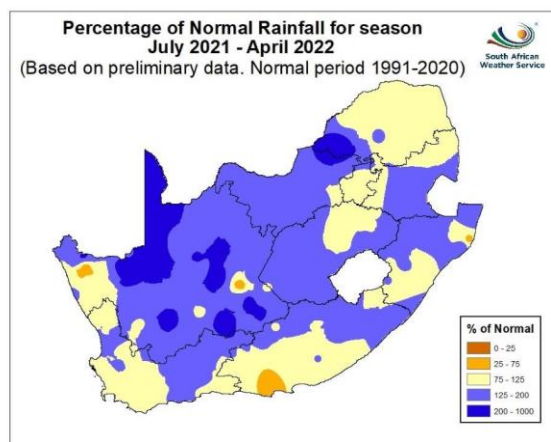 Percentage of Normal Rainfall for season
July 2021 - April 2022
(Based on preliminary data. Normal period 1991-2020)
South African
Weather Service
% of Normal
0 - 25
25 - 75
75 - 125
125 - 200
200 - 1000